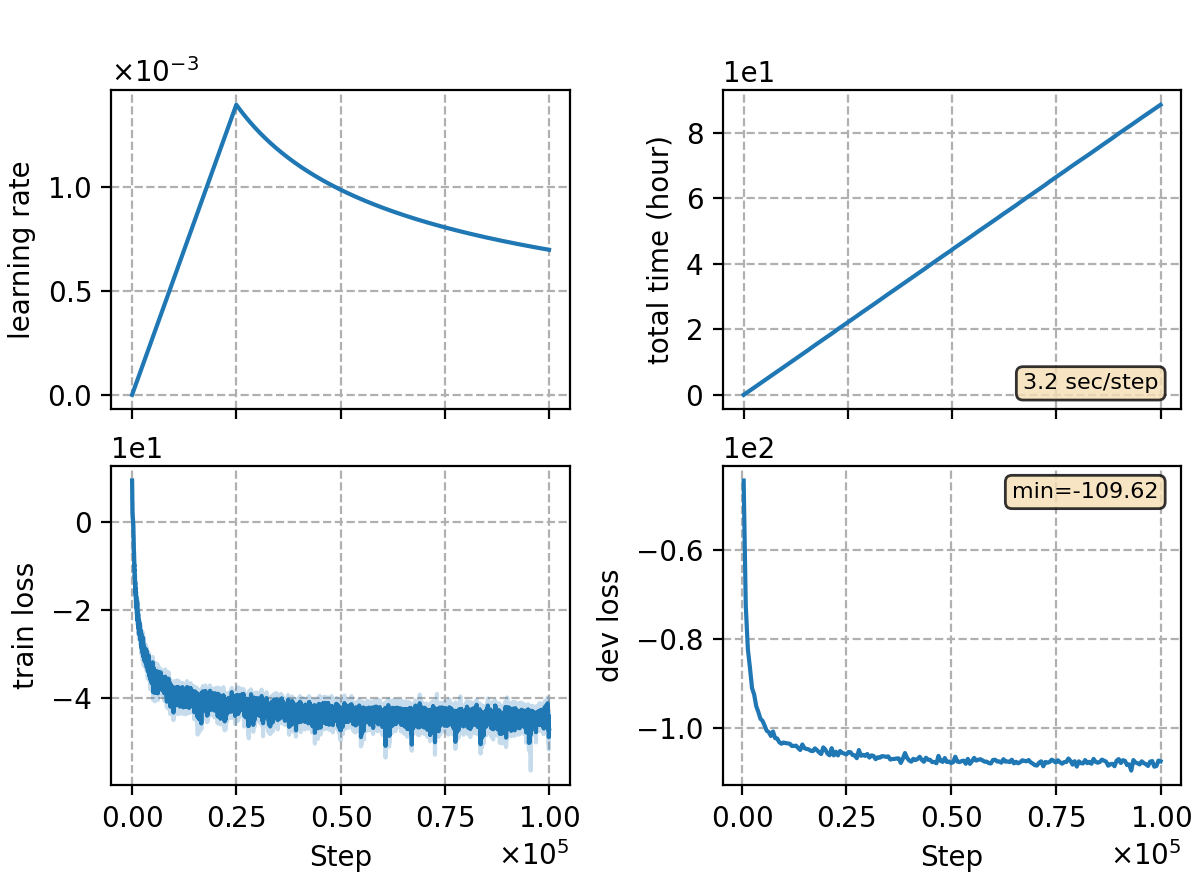 ×10⁻³
learning rate
1.0
0.5
0.0
1e1
total time (hour)
8
6
4
2
0
3.2 sec/step
1e1
train loss
0
−2
−4
0.00 0.25 0.50 0.75 1.00
Step
×10⁵
1e2
dev loss
min=-109.62
−0.6
−0.8
−1.0
0.00 0.25 0.50 0.75 1.00
Step
×10⁵